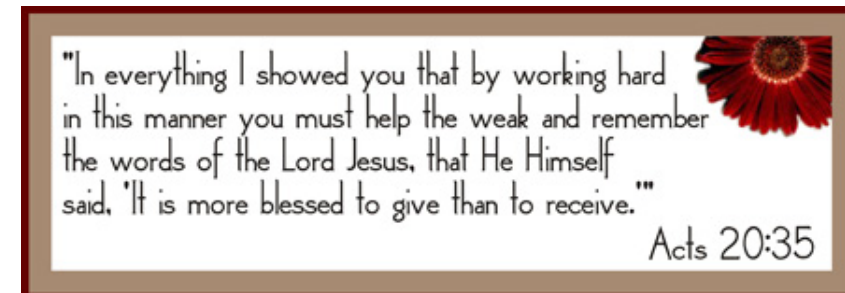 "In everything I showed you that by working hard
in this manner you must help the weak and remember
the words of the Lord Jesus, that He Himself
said, 'It is more blessed to give than to receive.'"
Acts 20:35